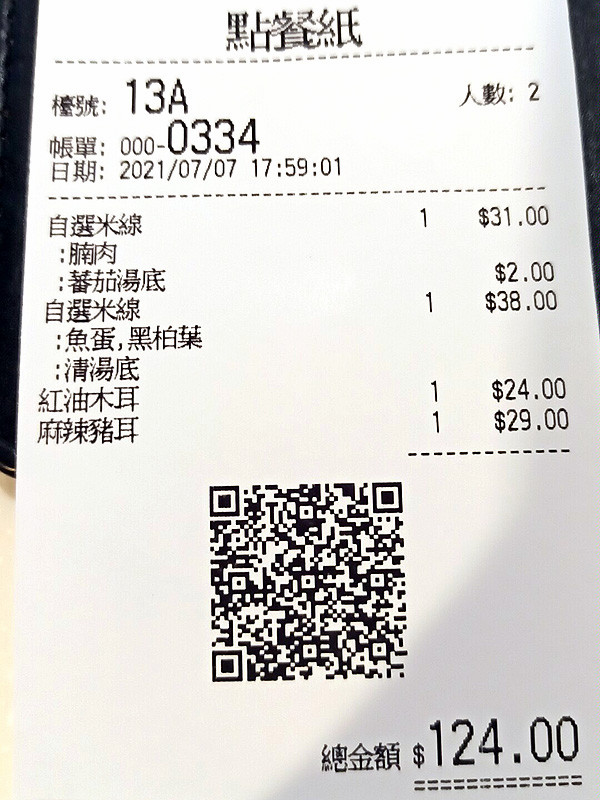 點餐紙
檯號: 13A 人數: 2
帳單: 000-0334
日期: 2021/07/07 17:59:01
自選米線 1 $31.00
:腩肉
:蕃茄湯底 $2.00
自選米線 1 $38.00
:魚蛋,黑柏葉
:清湯底
紅油木耳 1 $24.00
麻辣豬耳 1 $29.00
總金額 $124.00